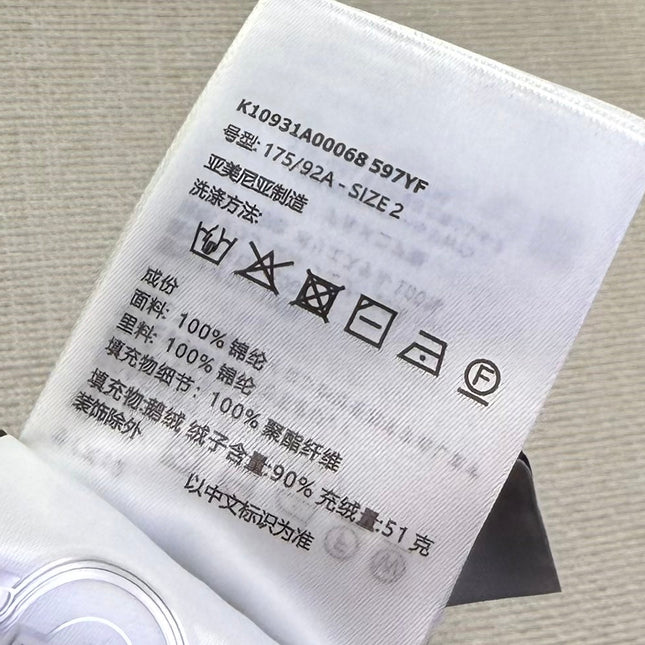 K10931A00068 597YF
号型: 175/92A - SIZE 2
亚美尼亚制造
洗涤方法:
F
成份
面料: 100% 锦纶
里料: 100% 锦纶
填充物细节: 100% 聚酯纤维
填充物:鹅绒 绒子含量:90% 充绒量:51 克
装饰除外
以中文标识为准